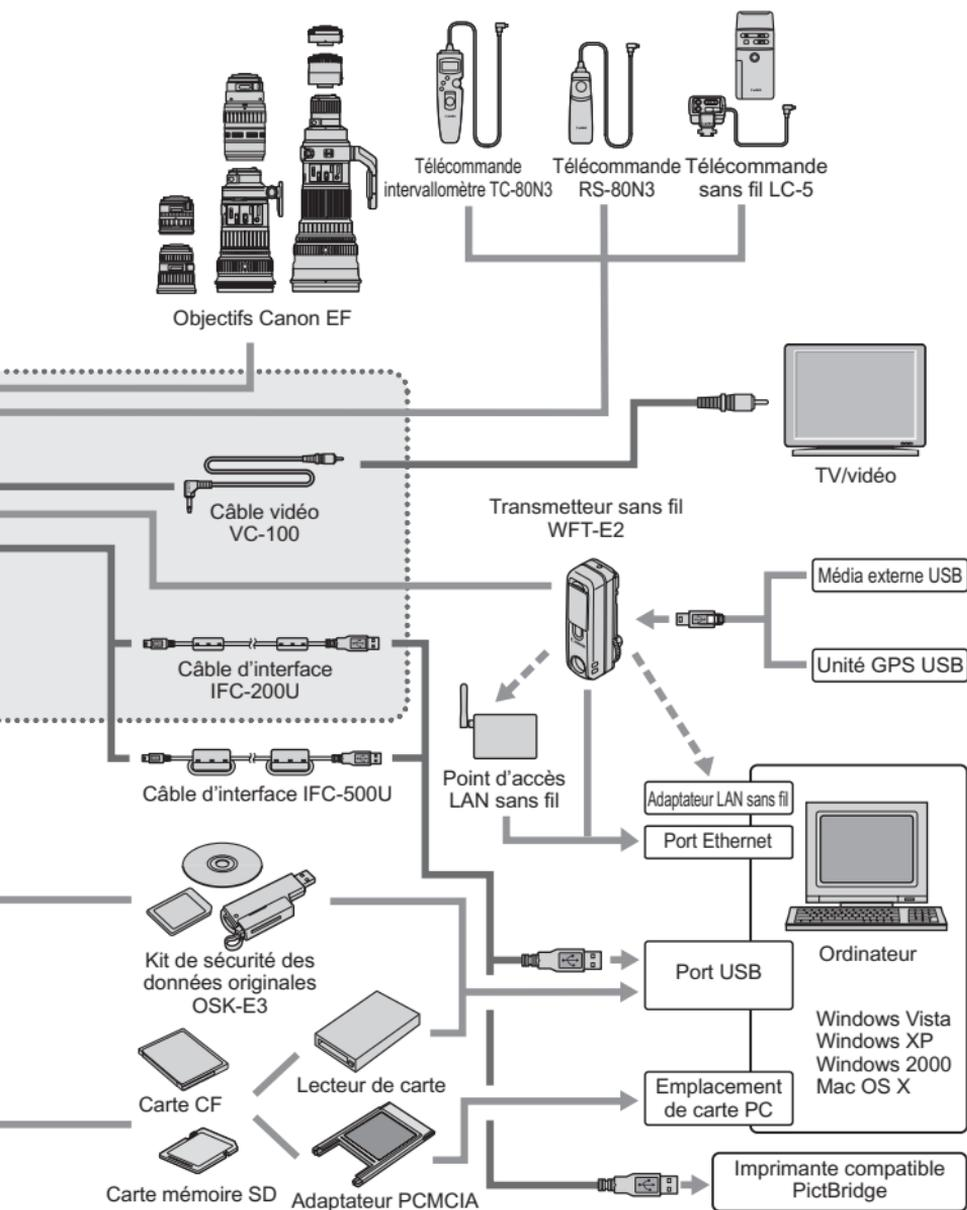 Télécommande
intervallomètre TC-80N3
Télécommande
RS-80N3
Télécommande
sans fil LC-5
Objectifs Canon EF
TV/vidéo
Câble vidéo
VC-100
Transmetteur sans fil
WFT-E2
Média externe USB
Unité GPS USB
Câble d'interface
IFC-200U
Câble d'interface IFC-500U
Point d'accès
LAN sans fil
Adaptateur LAN sans fil
Port Ethernet
Ordinateur
Kit de sécurité des
données originales
OSK-E3
Port USB
Windows Vista
Windows XP
Windows 2000
Mac OS X
Carte CF
Lecteur de carte
Emplacement
de carte PC
Carte mémoire SD
Adaptateur PCMCIA
Imprimante compatible
PictBridge